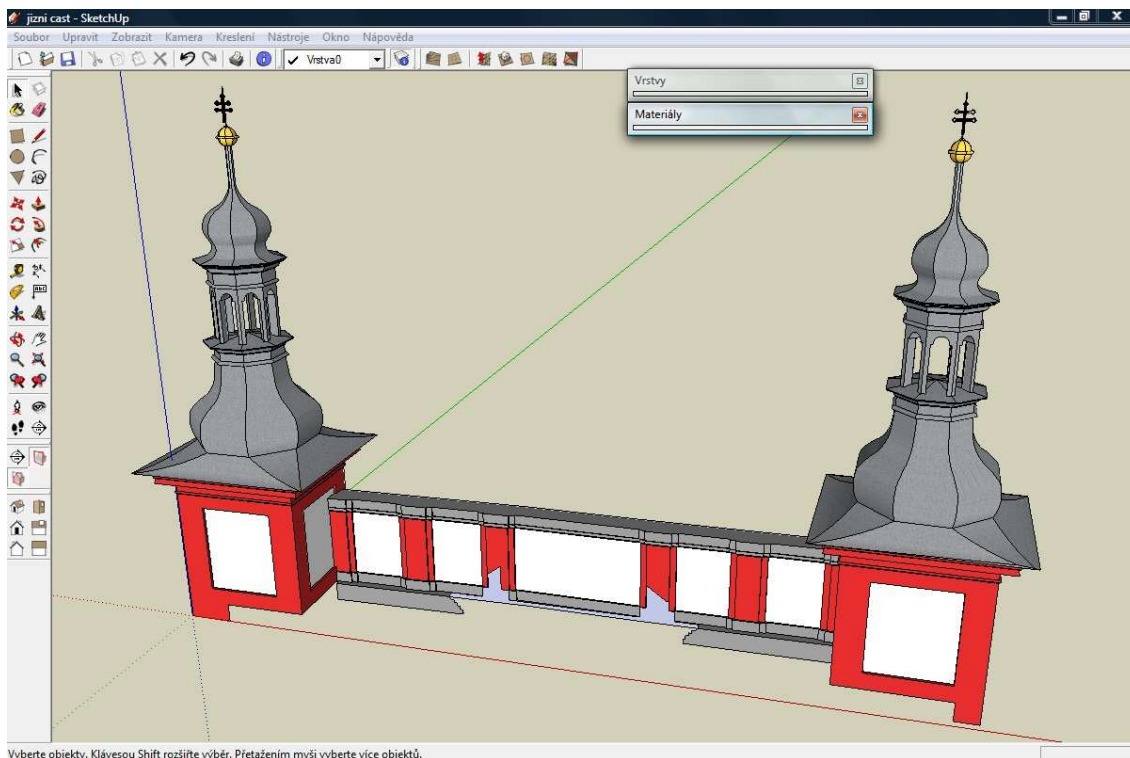 jizni cast - SketchUp
Soubor Upravit Zobrazit Kamera Kreslení Nástroje Okno Nápověda
Vrstva0
Vrstvy
Materiály
Vyberte objekty. Klávesou Shift rozšiřte výběr. Přetažením myši vyberte více objektů.